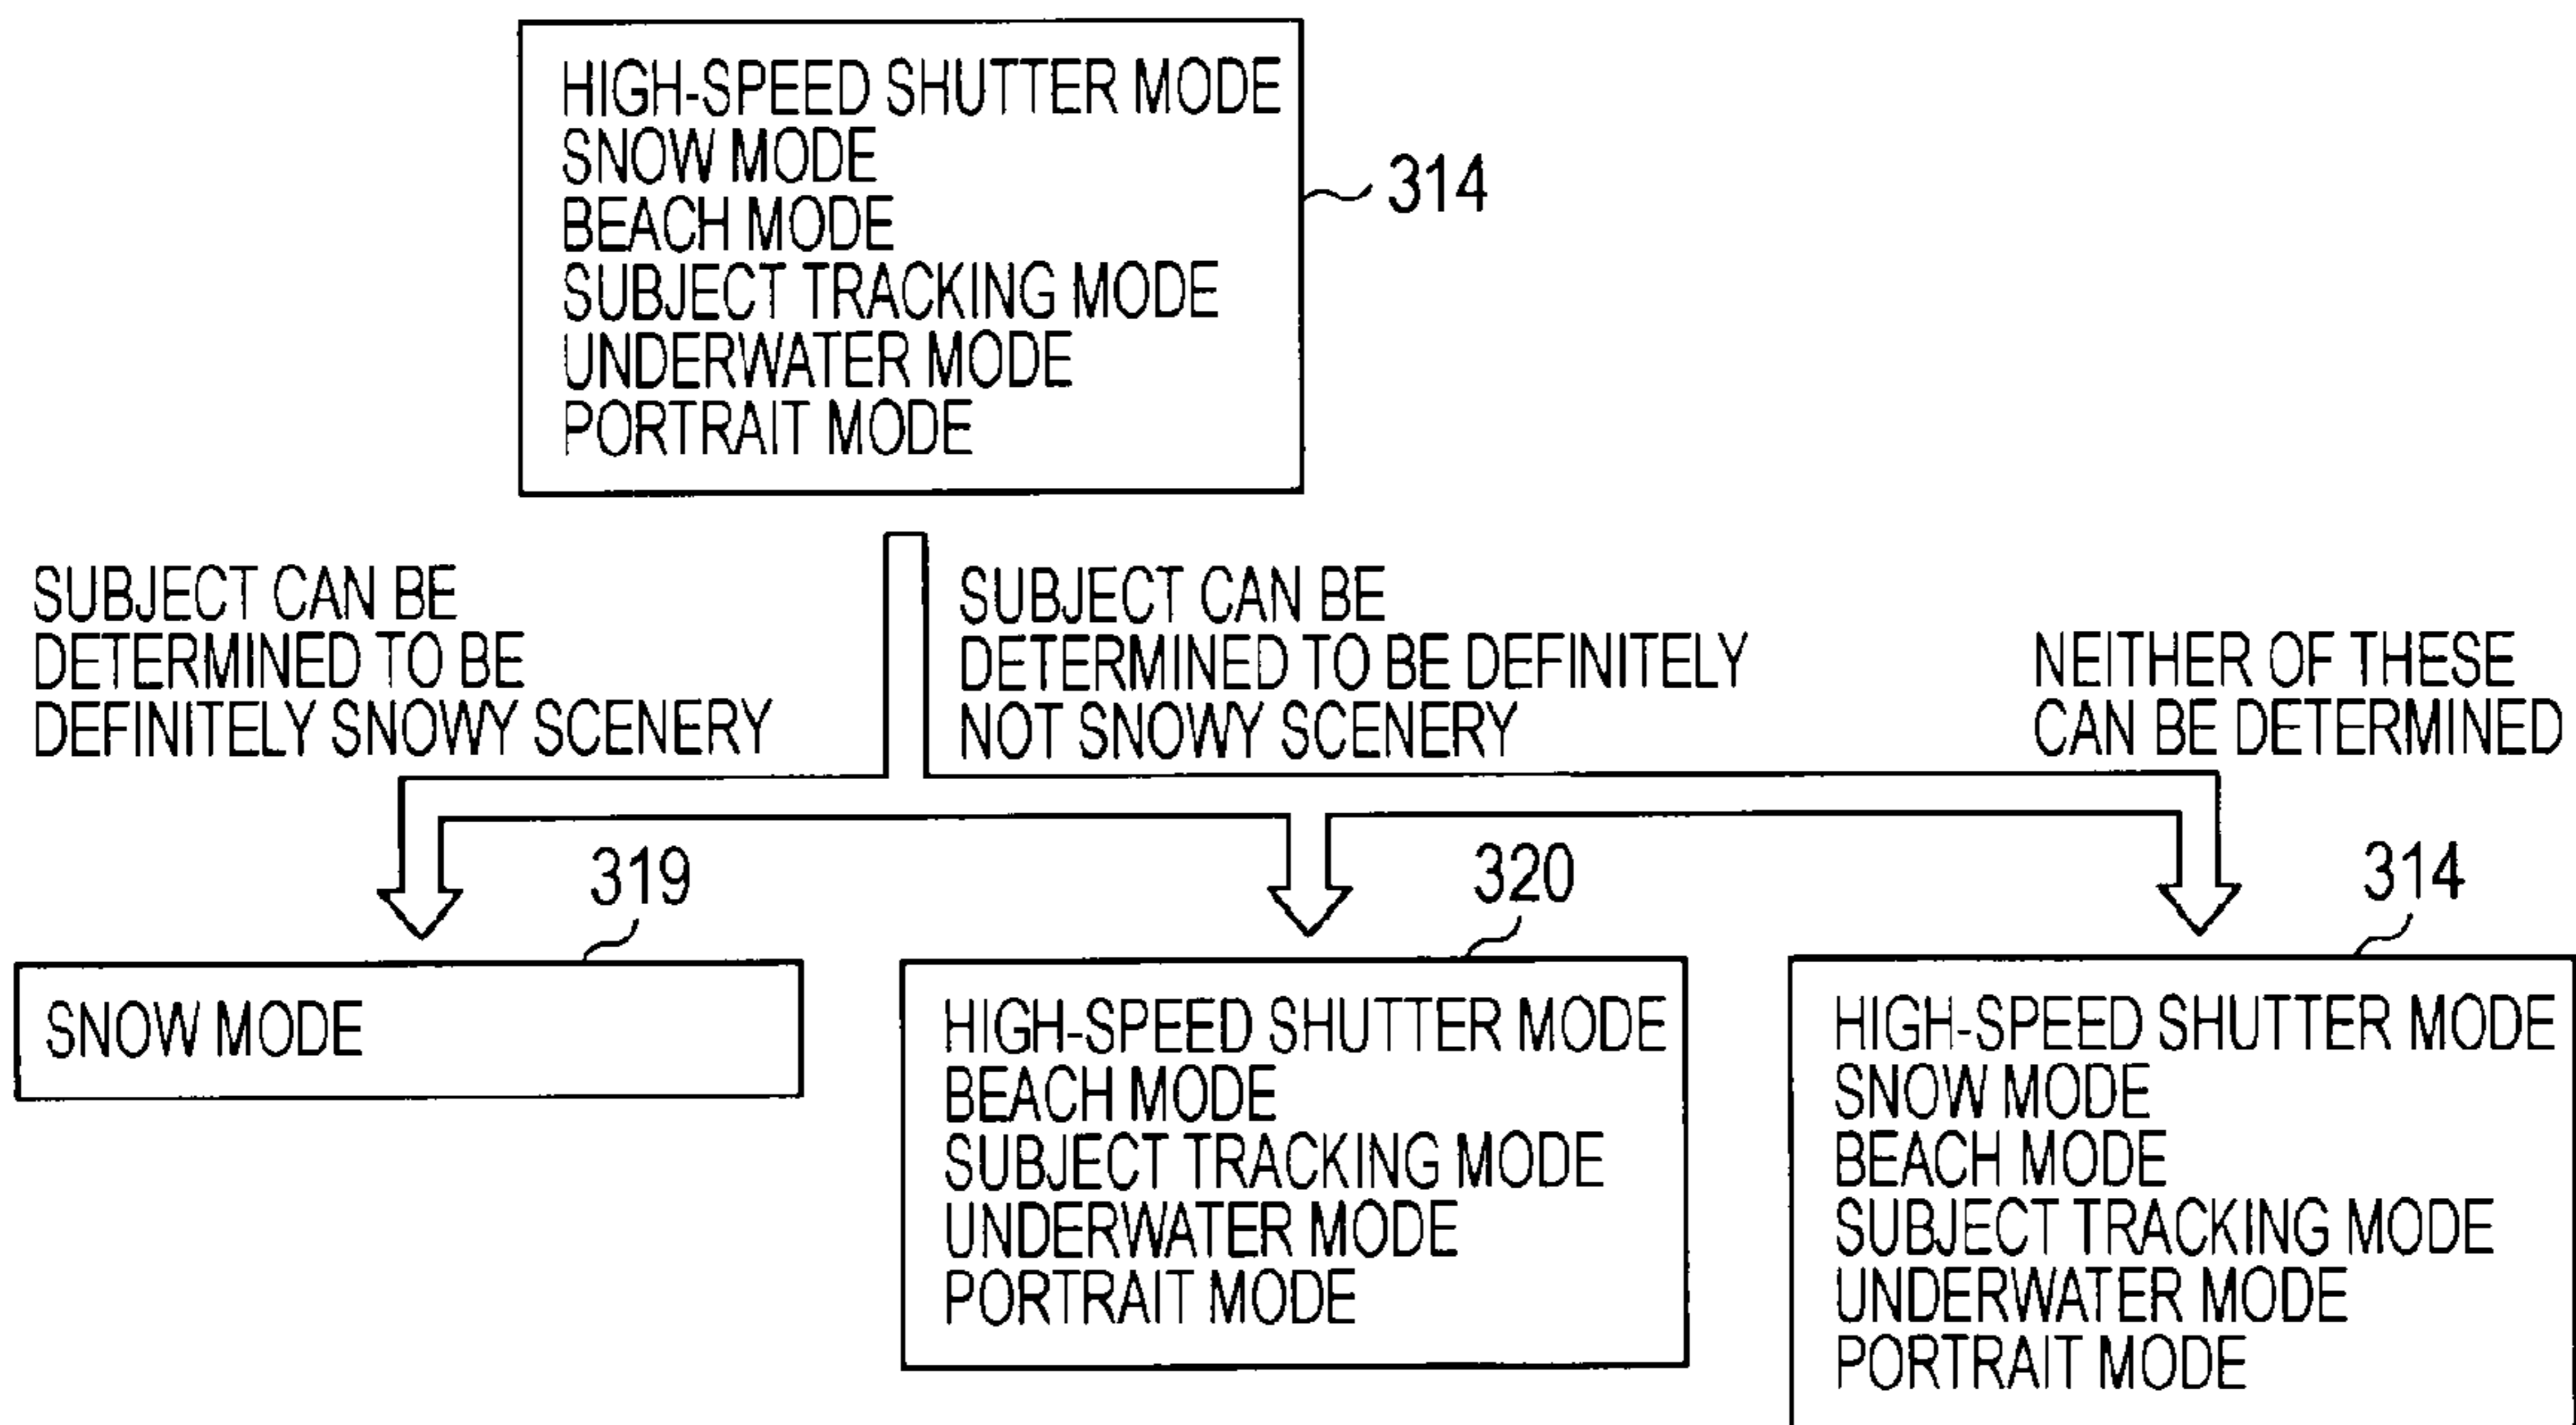 HIGH-SPEED SHUTTER MODE
SNOW MODE
BEACH MODE
SUBJECT TRACKING MODE
UNDERWATER MODE
PORTRAIT MODE
314
SUBJECT CAN BE
DETERMINED TO BE
DEFINITELY SNOWY SCENERY
SUBJECT CAN BE
DETERMINED TO BE DEFINITELY
NOT SNOWY SCENERY
NEITHER OF THESE
CAN BE DETERMINED
319
SNOW MODE
320
HIGH-SPEED SHUTTER MODE
BEACH MODE
SUBJECT TRACKING MODE
UNDERWATER MODE
PORTRAIT MODE
314
HIGH-SPEED SHUTTER MODE
SNOW MODE
BEACH MODE
SUBJECT TRACKING MODE
UNDERWATER MODE
PORTRAIT MODE